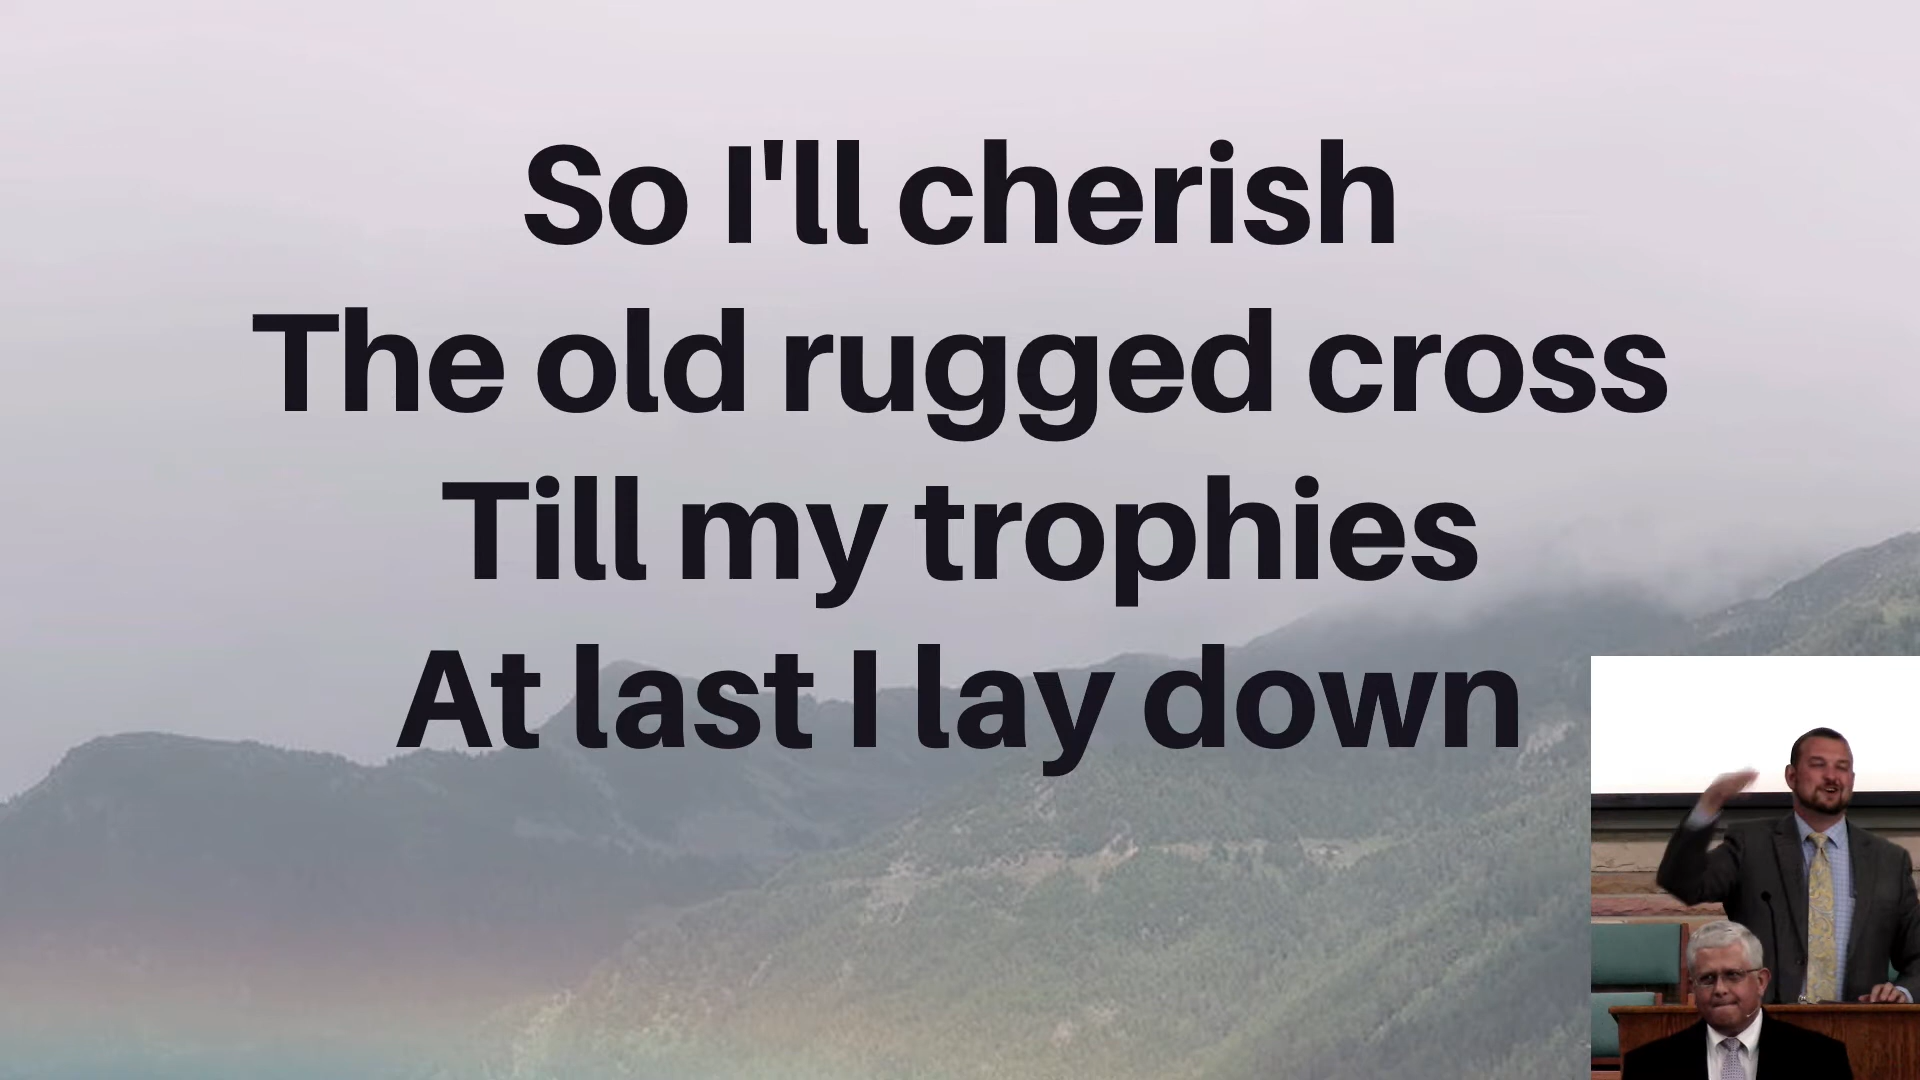 So I'll cherish
The old rugged cross
Till my trophies
At last I lay down